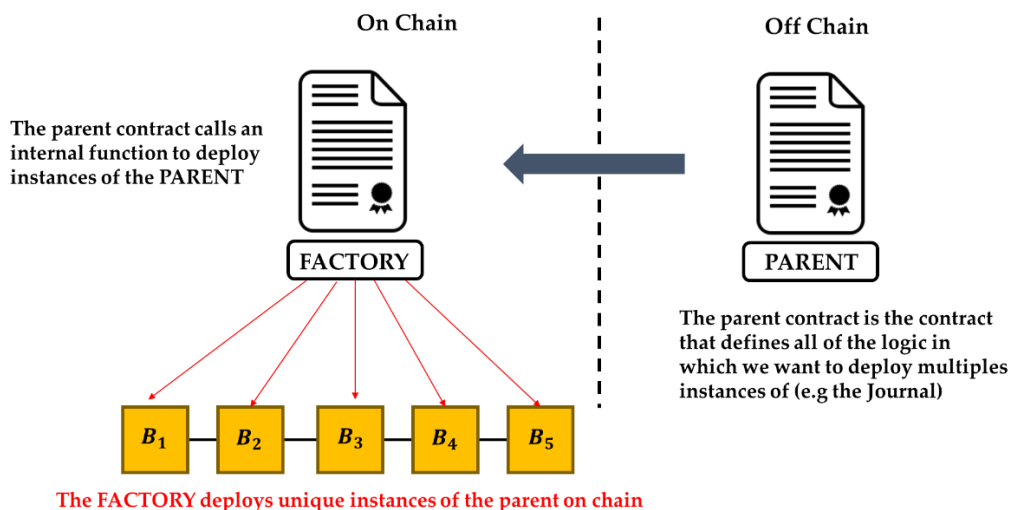 On Chain
Off Chain
The parent contract calls an
internal function to deploy
instances of the PARENT
FACTORY
PARENT
The parent contract is the contract
that defines all of the logic in
which we want to deploy multiples
instances of (e.g the Journal)
B1
B2
B3
B4
B5
The FACTORY deploys unique instances of the parent on chain